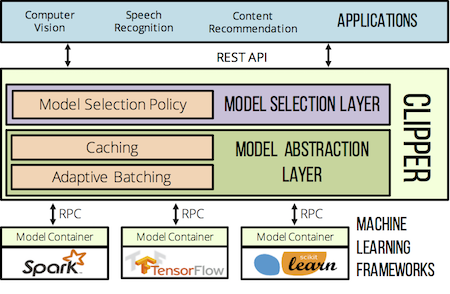 Computer Vision
Speech Recognition
Content Recommendation
APPLICATIONS
REST API
Model Selection Policy
MODEL SELECTION LAYER
CLIPPER
Caching
Adaptive Batching
MODEL ABSTRACTION
LAYER
RPC
RPC
RPC
Model Container
Model Container
Model Container
Spark
TensorFlow
scikit
learn
MACHINE
LEARNING
FRAMEWORKS